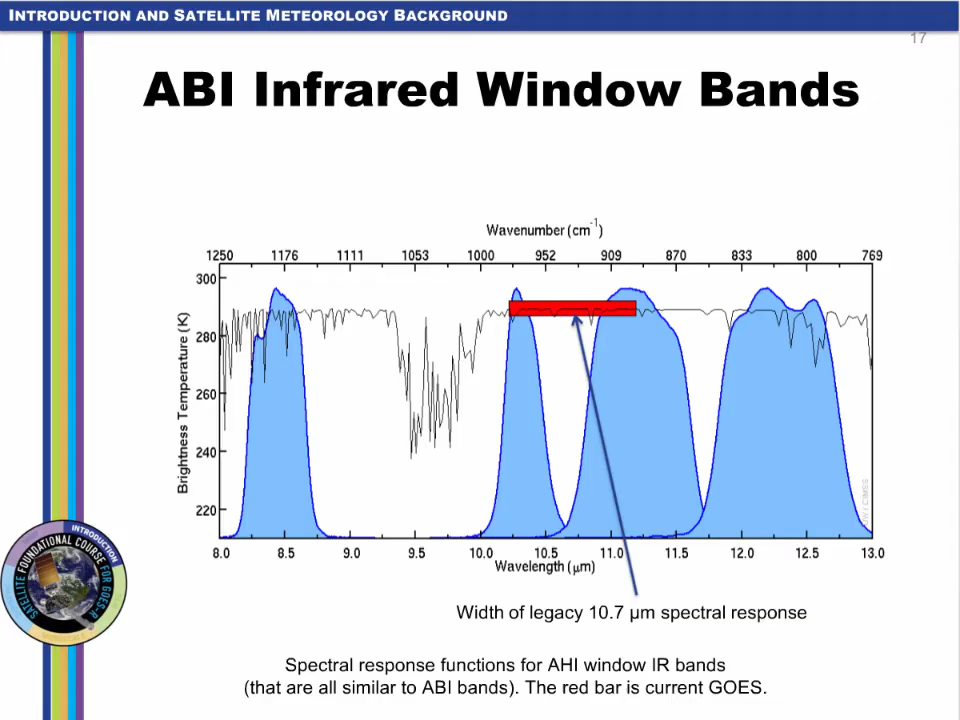 INTRODUCTION AND SATELLITE METEOROLOGY BACKGROUND
17
ABI Infrared Window Bands
Wavenumber (cm-1)
1250 1176 1111 1053 1000 952 909 870 833 800 769
Brightness Temperature (K)
300
280
260
240
220
8.0 8.5 9.0 9.5 10.0 10.5 11.0 11.5 12.0 12.5 13.0
Wavelength (μm)
INTRODUCTION
SATELLITE FOUNDATIONAL COURSE FOR GOES-R
Width of legacy 10.7 μm spectral response
Spectral response functions for AHI window IR bands
(that are all similar to ABI bands). The red bar is current GOES.